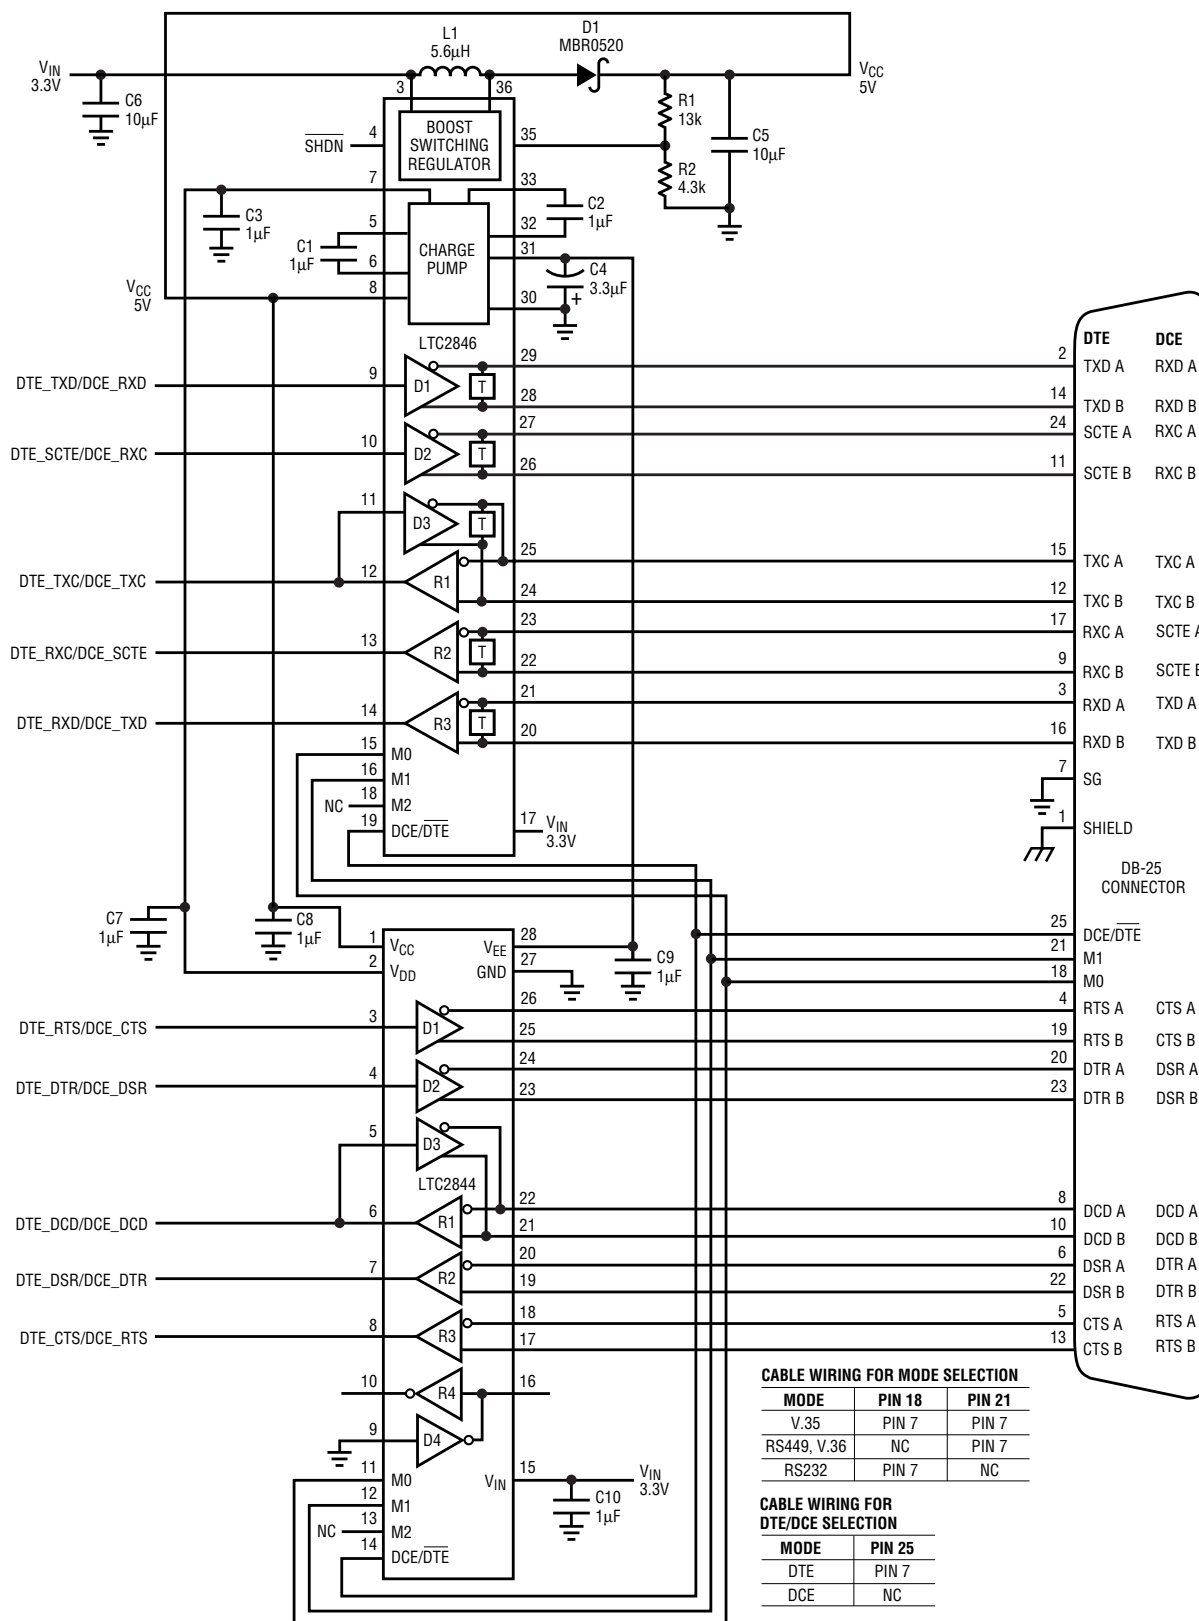 L1
5.6µH
D1
MBR0520
VIN
3.3V
3
36
VCC
5V
C6
10µF
R1
13k
C5
10µF
R2
4.3k
4
SHDN
BOOST
SWITCHING
REGULATOR
35
7
33
C3
1µF
C2
1µF
5
32
C1
1µF
CHARGE
PUMP
31
6
C4
3.3µF
+
VCC
5V
8
30
LTC2846
DTE DCE
29
2
TXD A RXD A
DTE_TXD/DCE_RXD
9
D1
T
28
14
TXD B RXD B
27
24
SCTE A RXC A
DTE_SCTE/DCE_RXC
10
D2
T
26
11
SCTE B RXC B
11
D3
T
25
15
TXC A TXC A
DTE_TXC/DCE_TXC
12
R1
24
12
TXC B TXC B
23
17
RXC A SCTE A
DTE_RXC/DCE_SCTE
13
R2
T
22
9
RXC B SCTE B
21
3
RXD A TXD A
DTE_RXD/DCE_TXD
14
R3
T
20
16
RXD B TXD B
15
M0
16
M1
NC
18
M2
19
DCE/DTE
17
VIN
3.3V
7
SG
1
SHIELD
DB-25
CONNECTOR
C7
1µF
C8
1µF
1
VCC
VEE
28
2
VDD
GND
27
C9
1µF
25
DCE/DTE
21
M1
18
M0
26
4
RTS A CTS A
DTE_RTS/DCE_CTS
3
D1
25
19
RTS B CTS B
24
20
DTR A DSR A
DTE_DTR/DCE_DSR
4
D2
23
23
DTR B DSR B
5
D3
LTC2844
22
8
DCD A DCD A
DTE_DCD/DCE_DCD
6
R1
21
10
DCD B DCD B
20
6
DSR A DTR A
DTE_DSR/DCE_DTR
7
R2
19
22
DSR B DTR B
18
5
CTS A RTS A
DTE_CTS/DCE_RTS
8
R3
17
13
CTS B RTS B
10
R4
16
9
D4
11
M0
12
M1
NC
13
M2
14
DCE/DTE
VIN
15
VIN
3.3V
C10
1µF
CABLE WIRING FOR MODE SELECTION
MODE PIN 18 PIN 21
V.35 PIN 7 PIN 7
RS449, V.36 NC PIN 7
RS232 PIN 7 NC
CABLE WIRING FOR
DTE/DCE SELECTION
MODE PIN 25
DTE PIN 7
DCE NC